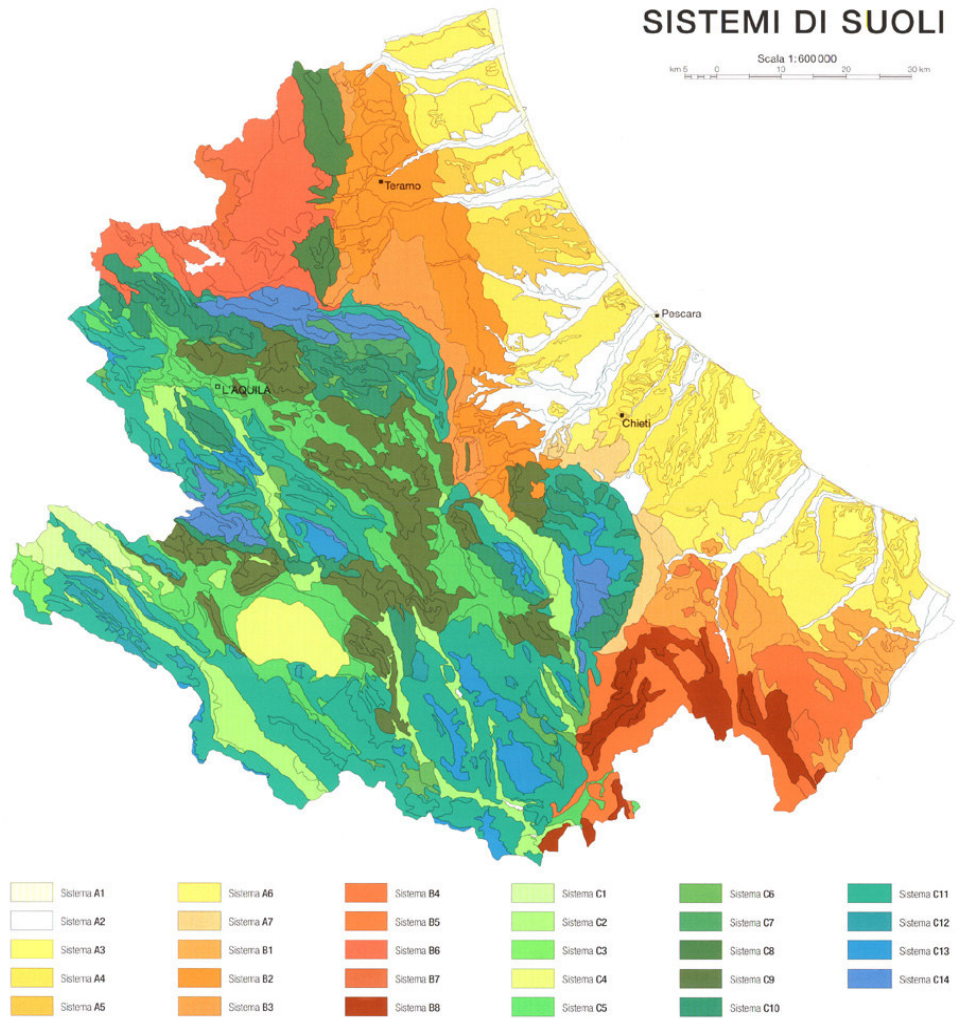 SISTEMI DI SUOLI
Scala 1:600 000
km 5 0 10 20 30 km
Teramo
Pescara
L'AQUILA
Chieti
Sistema A1
Sistema A2
Sistema A3
Sistema A4
Sistema A5
Sistema A6
Sistema A7
Sistema B1
Sistema B2
Sistema B3
Sistema B4
Sistema B5
Sistema B6
Sistema B7
Sistema B8
Sistema C1
Sistema C2
Sistema C3
Sistema C4
Sistema C5
Sistema C6
Sistema C7
Sistema C8
Sistema C9
Sistema C10
Sistema C11
Sistema C12
Sistema C13
Sistema C14